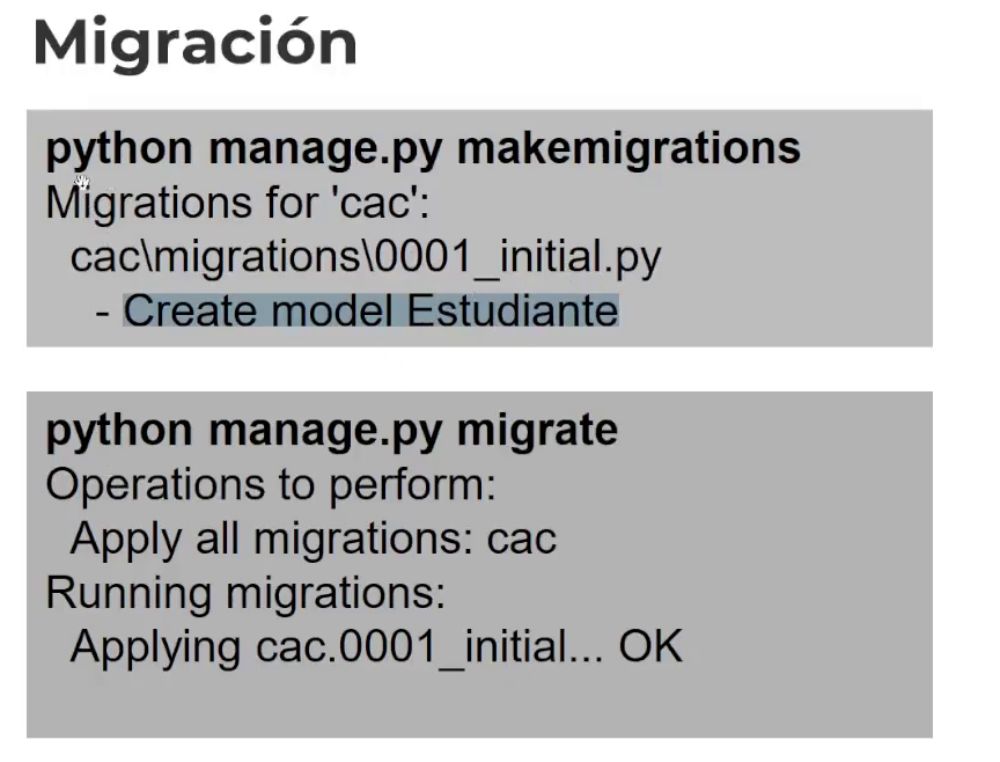 Migración
python manage.py makemigrations
Migrations for 'cac':
cac\migrations\0001_initial.py
- Create model Estudiante
python manage.py migrate
Operations to perform:
Apply all migrations: cac
Running migrations:
Applying cac.0001_initial... OK